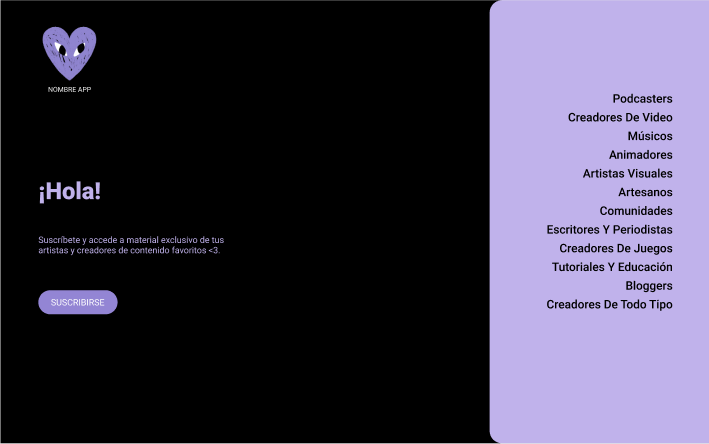 NOMBRE APP
¡Hola!
Suscríbete y accede a material exclusivo de tus
artistas y creadores de contenido favoritos <3.
SUSCRIBIRSE
Podcasters
Creadores De Video
Músicos
Animadores
Artistas Visuales
Artesanos
Comunidades
Escritores Y Periodistas
Creadores De Juegos
Tutoriales Y Educación
Bloggers
Creadores De Todo Tipo